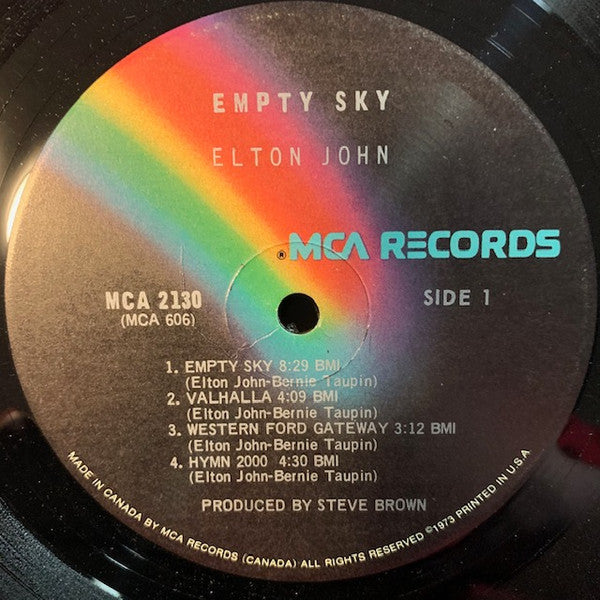 EMPTY SKY
ELTON JOHN
® MCA RECORDS
MCA 2130
(MCA 606)
SIDE 1
1. EMPTY SKY 8:29 BMI
(Elton John-Bernie Taupin)
2. VALHALLA 4:09 BMI
(Elton John-Bernie Taupin)
3. WESTERN FORD GATEWAY 3:12 BMI
(Elton John-Bernie Taupin)
4. HYMN 2000 4:30 BMI
(Elton John-Bernie Taupin)
PRODUCED BY STEVE BROWN
MADE IN CANADA BY MCA RECORDS (CANADA) ALL RIGHTS RESERVED ©1973 PRINTED IN U.S.A